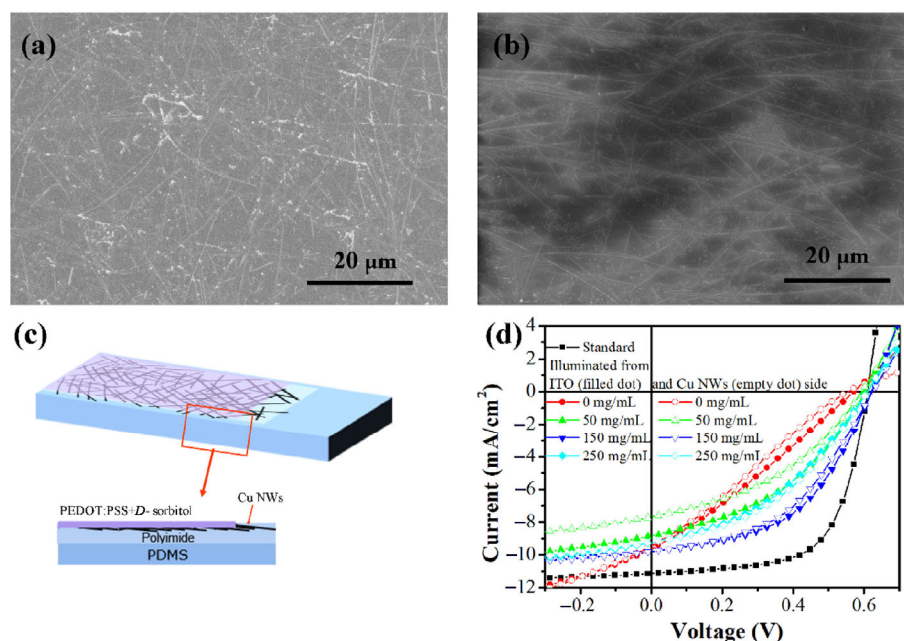 (a)
20 μm
(b)
20 μm
(c)
Cu NWs
PEDOT:PSS+D- sorbitol
Polyimide
PDMS
(d)
Current (mA/cm²)
4
2
0
−2
−4
−6
−8
−10
−12
Standard
Illuminated from
ITO (filled dot) and Cu NWs (empty dot) side
0 mg/mL 0 mg/mL
50 mg/mL 50 mg/mL
150 mg/mL 150 mg/mL
250 mg/mL 250 mg/mL
−0.2 0.0 0.2 0.4 0.6
Voltage (V)